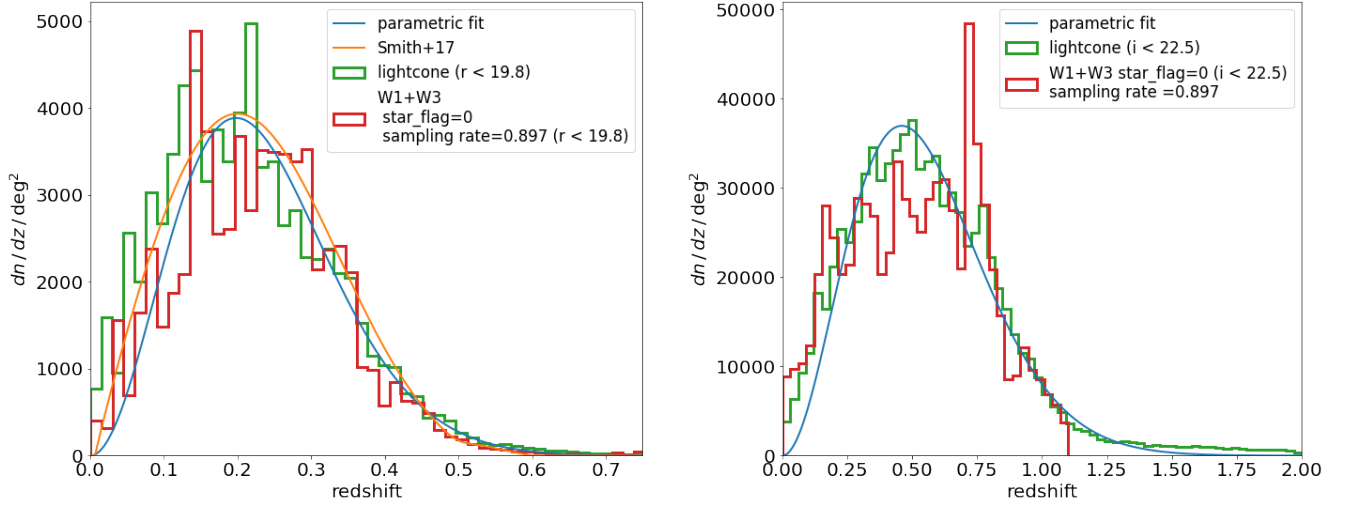 parametric fit
Smith+17
lightcone (r < 19.8)
W1+W3
star_flag=0
sampling rate=0.897 (r < 19.8)
5000
4000
3000
2000
1000
0
dn / dz / deg²
0.0 0.1 0.2 0.3 0.4 0.5 0.6 0.7
redshift
parametric fit
lightcone (i < 22.5)
W1+W3 star_flag=0 (i < 22.5)
sampling rate =0.897
50000
40000
30000
20000
10000
0
dn / dz / deg²
0.00 0.25 0.50 0.75 1.00 1.25 1.50 1.75 2.00
redshift